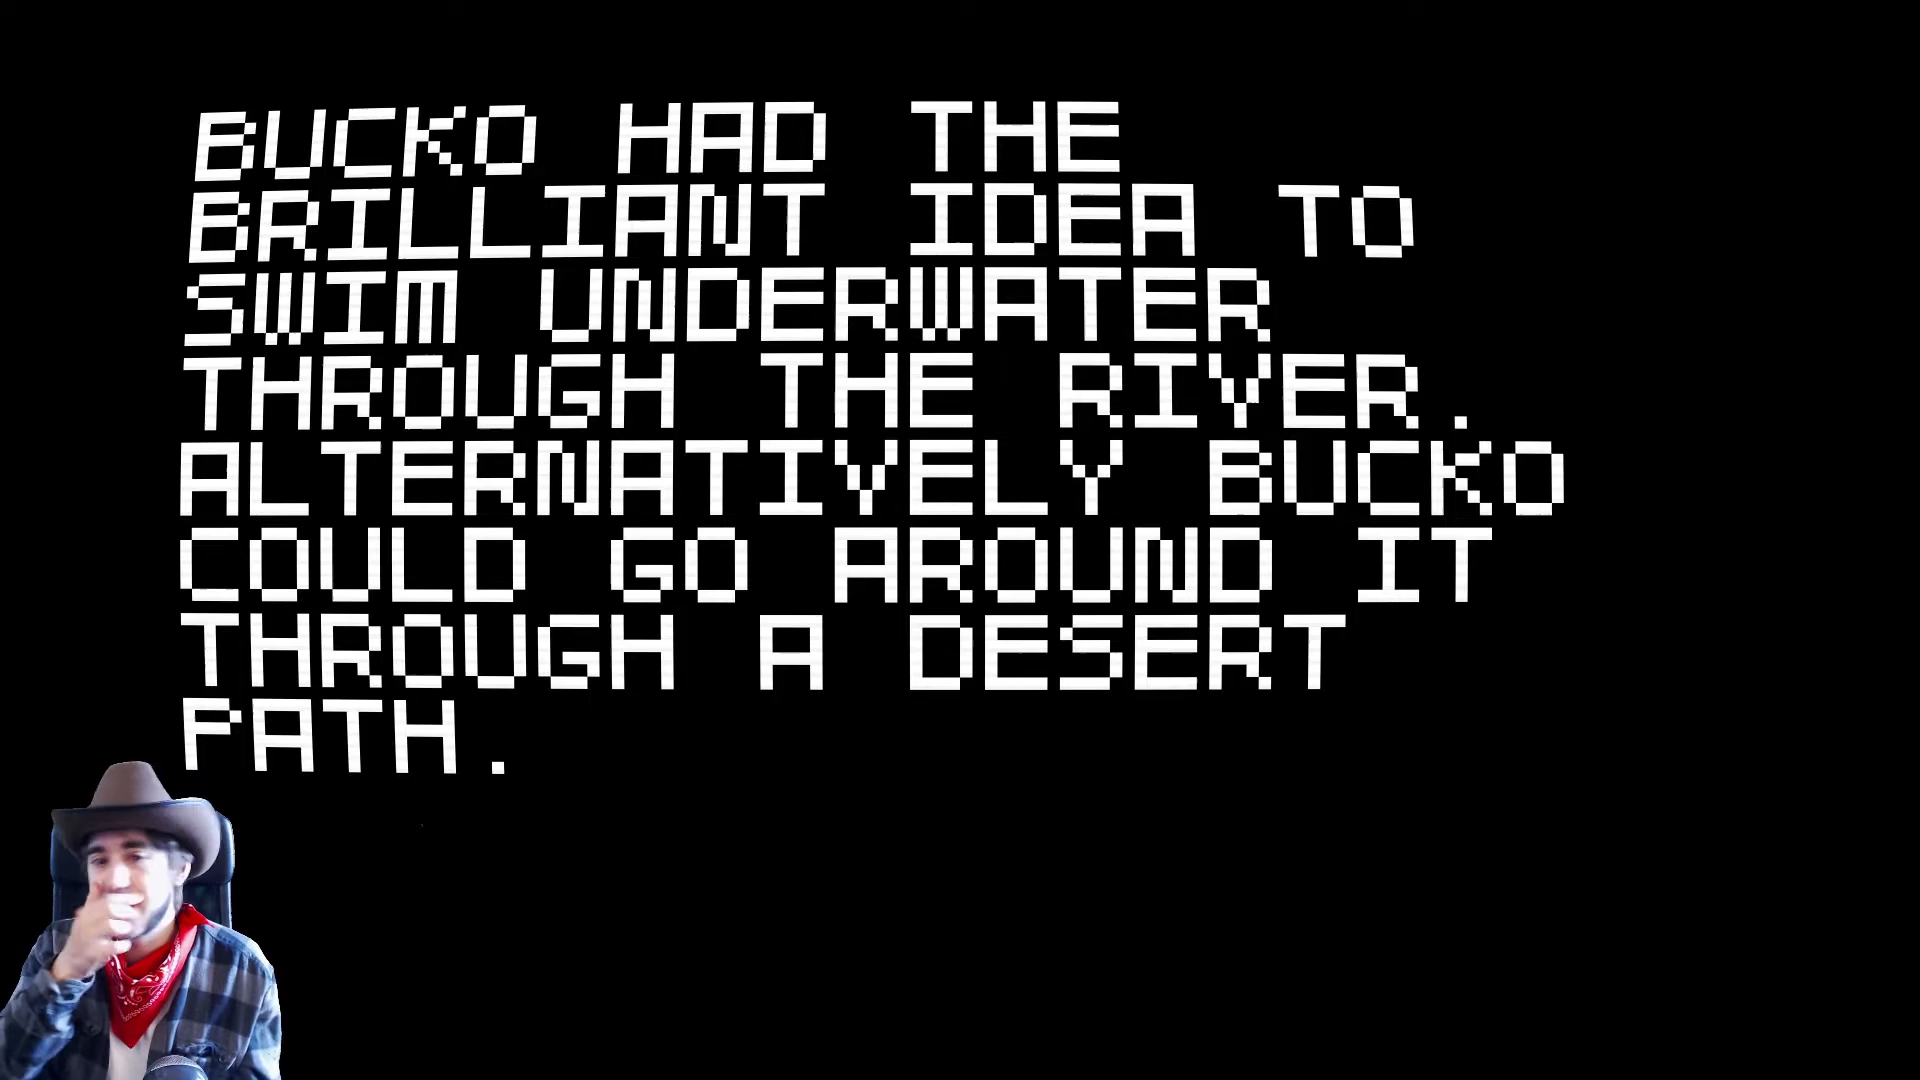 BUCKO HAD THE
BRILLIANT IDEA TO
SWIM UNDERWATER
THROUGH THE RIVER.
ALTERNATIVELY BUCKO
COULD GO AROUND IT
THROUGH A DESERT
PATH.